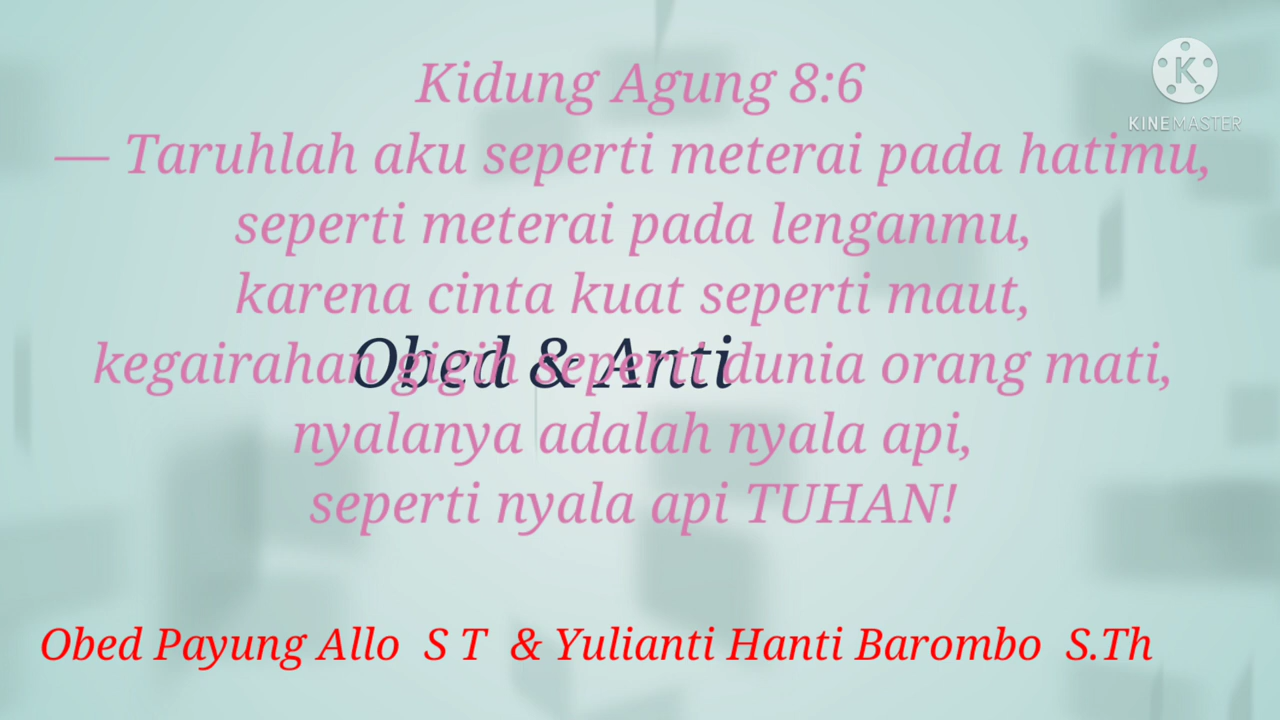 Kidung Agung 8:6
— Taruhlah aku seperti meterai pada hatimu,
seperti meterai pada lenganmu,
karena cinta kuat seperti maut,
kegairahan gigih seperti dunia orang mati,
Obed & Anti
nyalanya adalah nyala api,
seperti nyala api TUHAN!
Obed Payung Allo S T & Yulianti Hanti Barombo S.Th
KINEMASTER